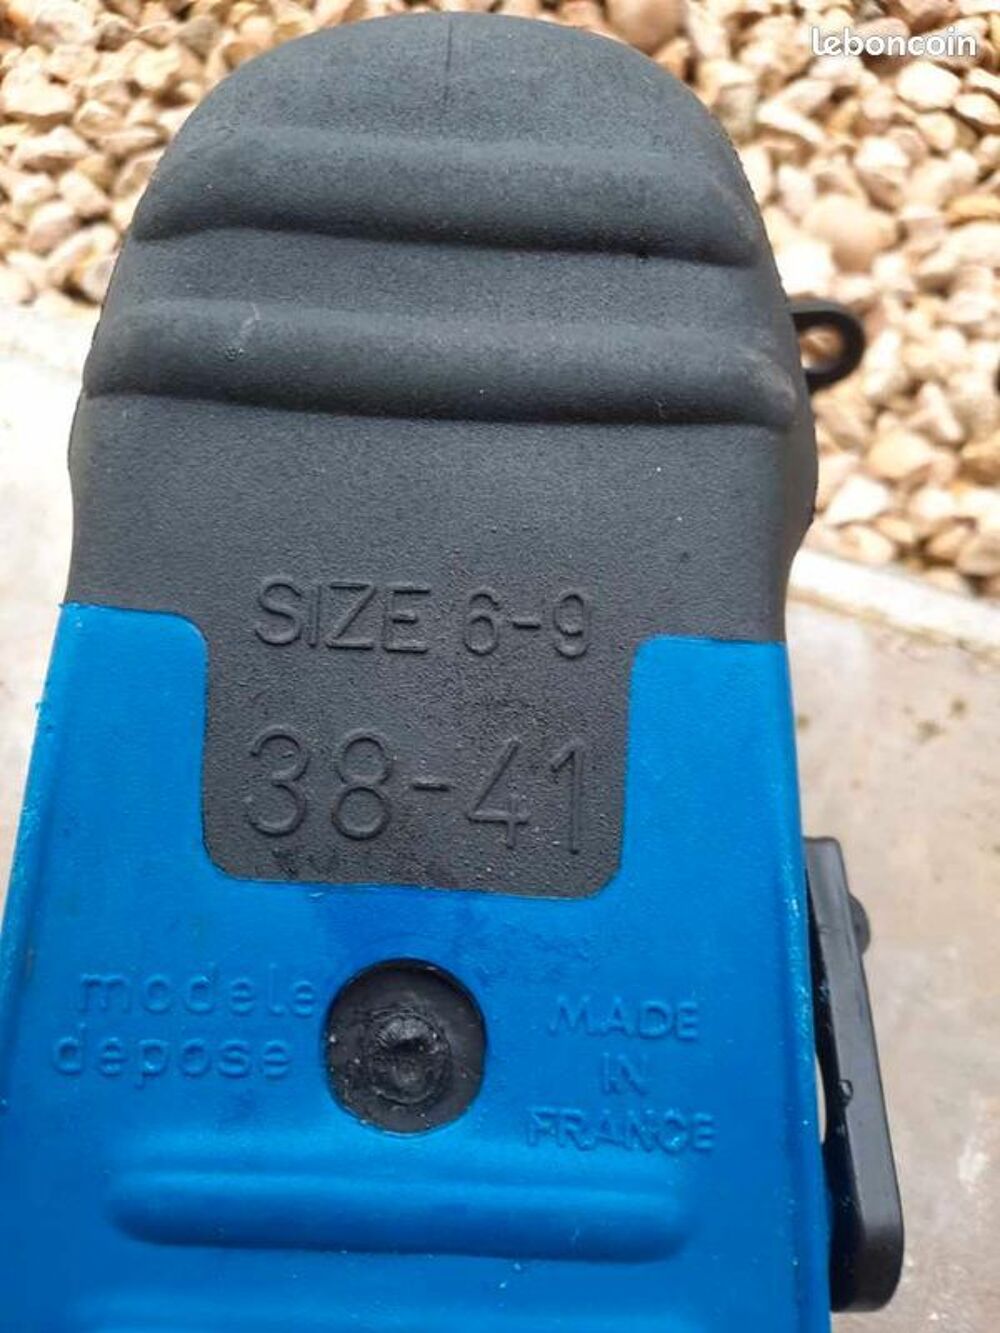 leboncoin
SIZE 6-9
38-41
modele
depose
MADE
IN
FRANCE